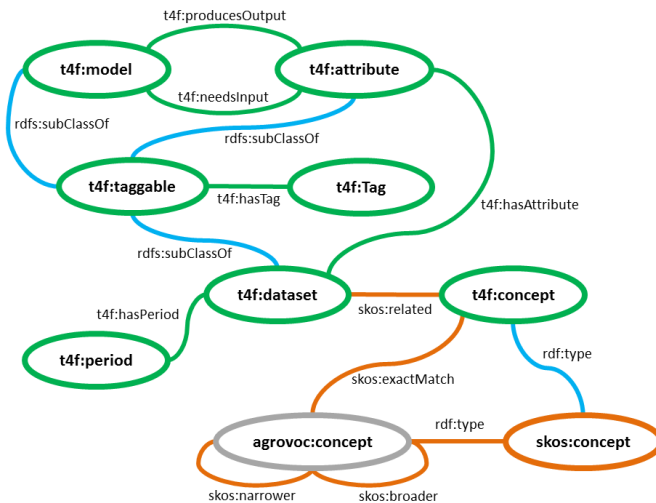 t4f:producesOutput
t4f:model
t4f:attribute
t4f:needsInput
rdfs:subClassOf
rdfs:subClassOf
t4f:taggable
t4f:Tag
t4f:hasTag
t4f:hasAttribute
rdfs:subClassOf
t4f:dataset
t4f:concept
skos:related
t4f:hasPeriod
t4f:period
rdf:type
skos:exactMatch
rdf:type
agrovoc:concept
skos:concept
skos:narrower
skos:broader